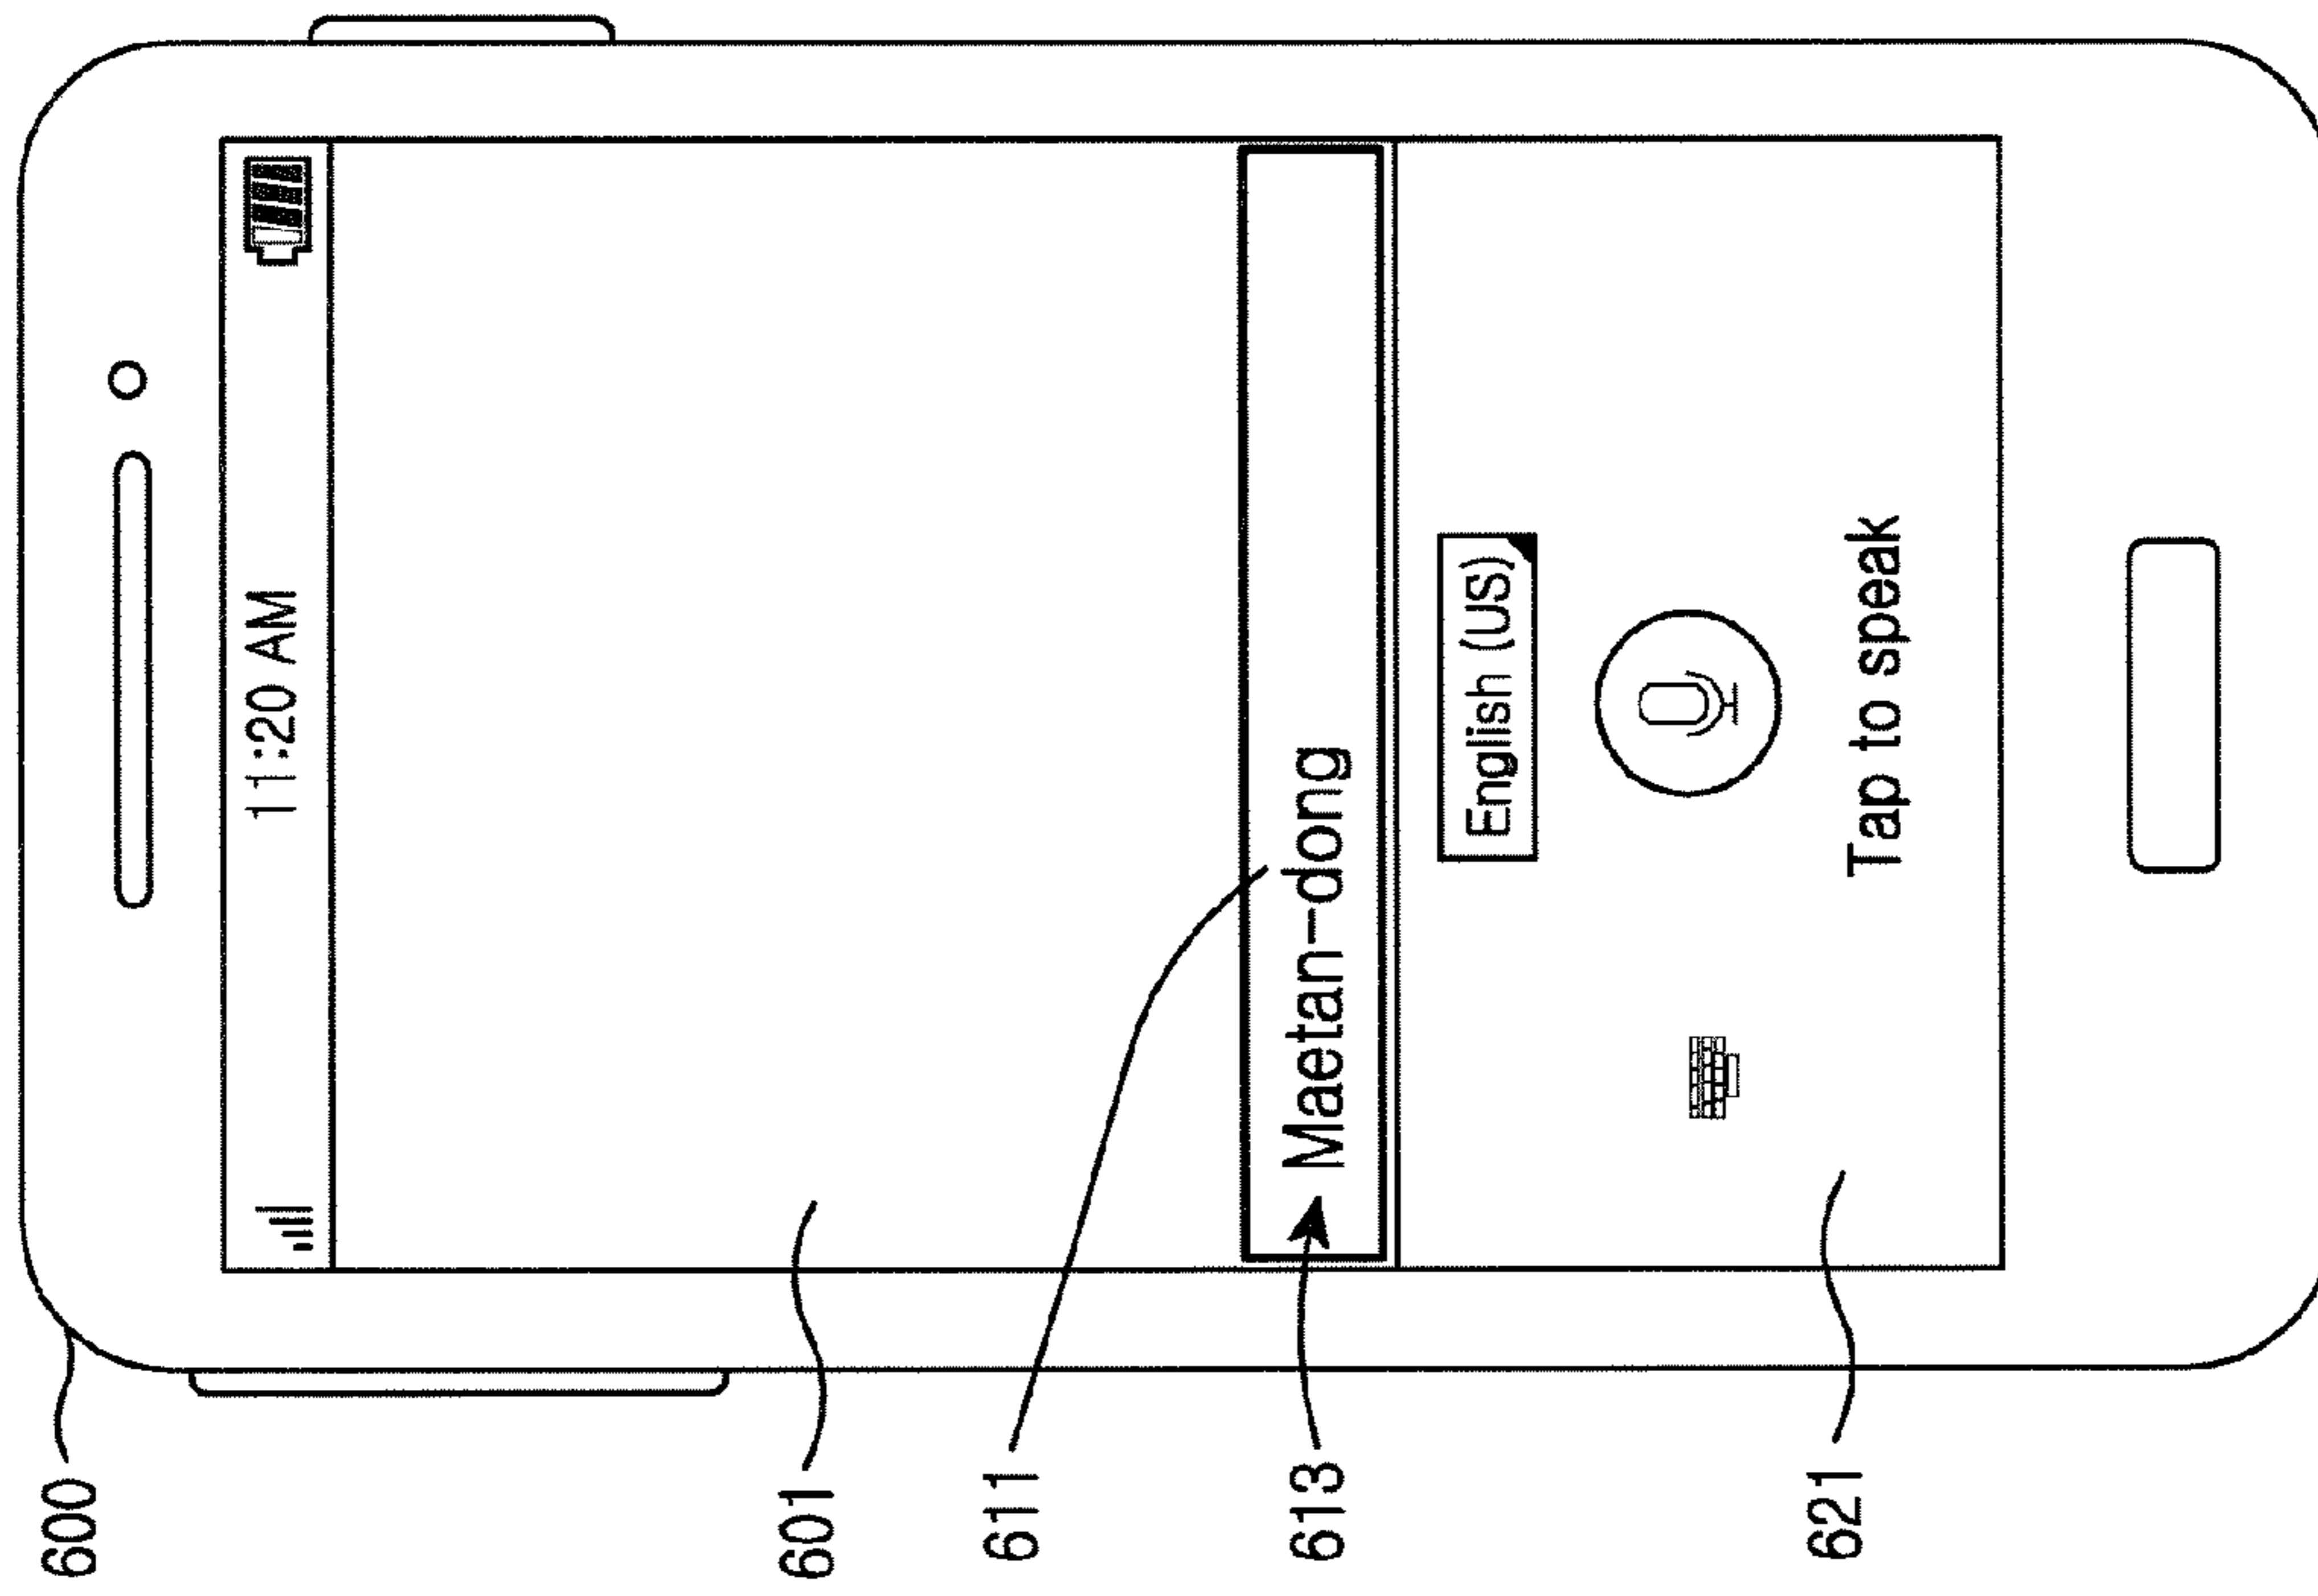 600
11:20 AM
601
611
Maetan-dong
613
English (US)
Tap to speak
621